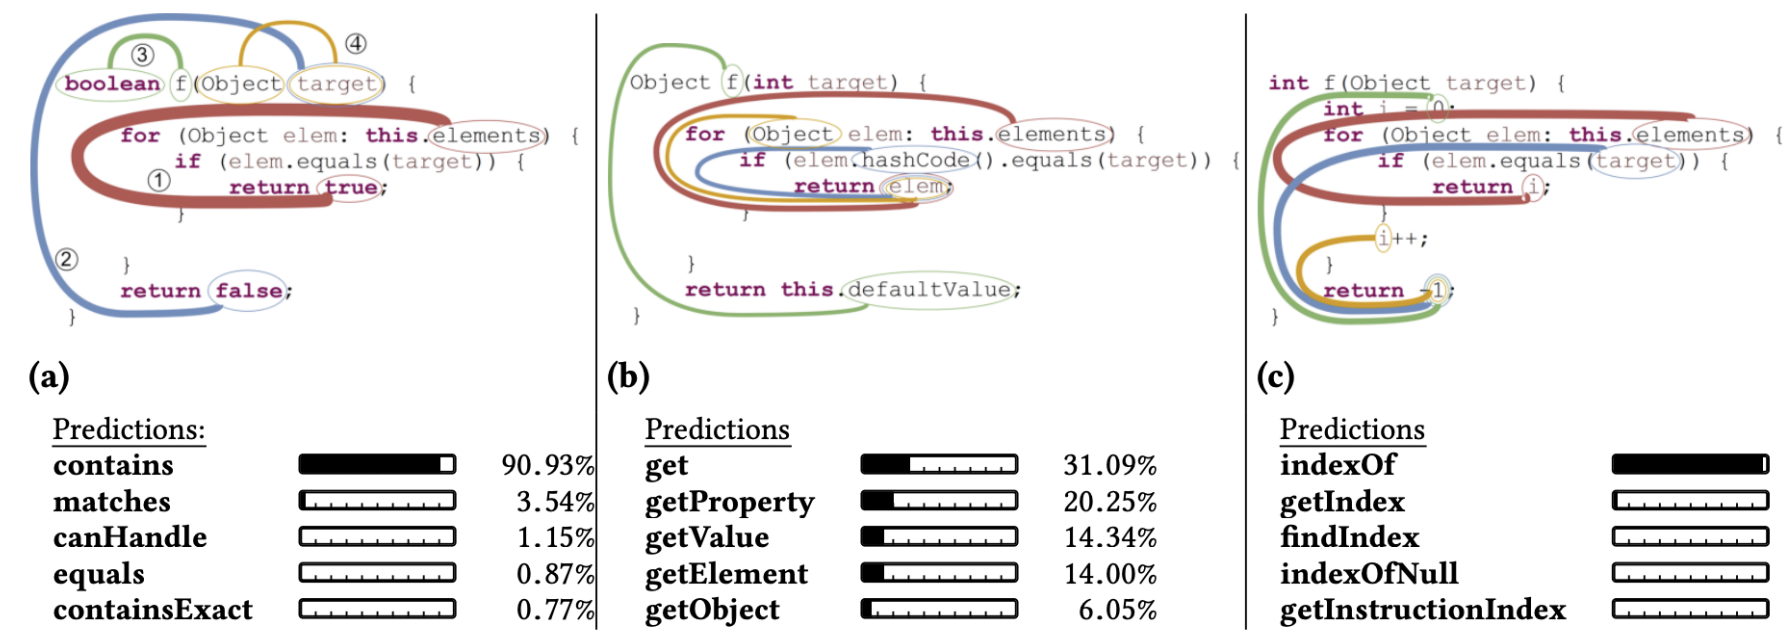 ③
④
boolean f(Object target) {
for (Object elem: this.elements) {
if (elem.equals(target)) {
①
return true;
}
②
}
return false;
}
(a)
Predictions:
contains 90.93%
matches 3.54%
canHandle 1.15%
equals 0.87%
containsExact 0.77%
Object f(int target) {
for (Object elem: this.elements) {
if (elem.hashCode().equals(target)) {
return elem;
}
}
return this.defaultValue;
}
(b)
Predictions
get 31.09%
getProperty 20.25%
getValue 14.34%
getElement 14.00%
getObject 6.05%
int f(Object target) {
int i = 0;
for (Object elem: this.elements) {
if (elem.equals(target)) {
return i;
}
i++;
}
return -1;
}
(c)
Predictions
indexOf
getIndex
findIndex
indexOfNull
getInstructionIndex